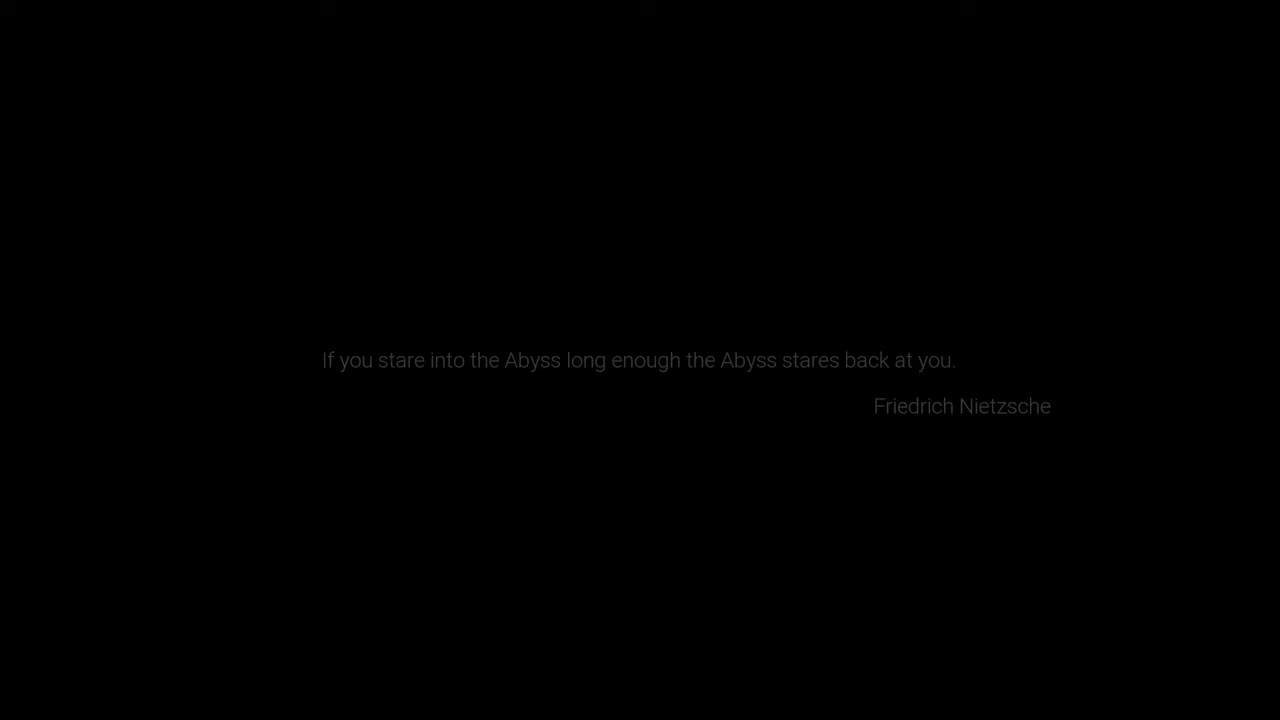 If you stare into the Abyss long enough the Abyss stares back at you.
Friedrich Nietzsche